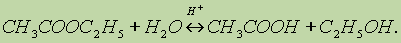 CH₃COOC₂H₅ + H₂O ⇔^{H⁺} CH₃COOH + C₂H₅OH.